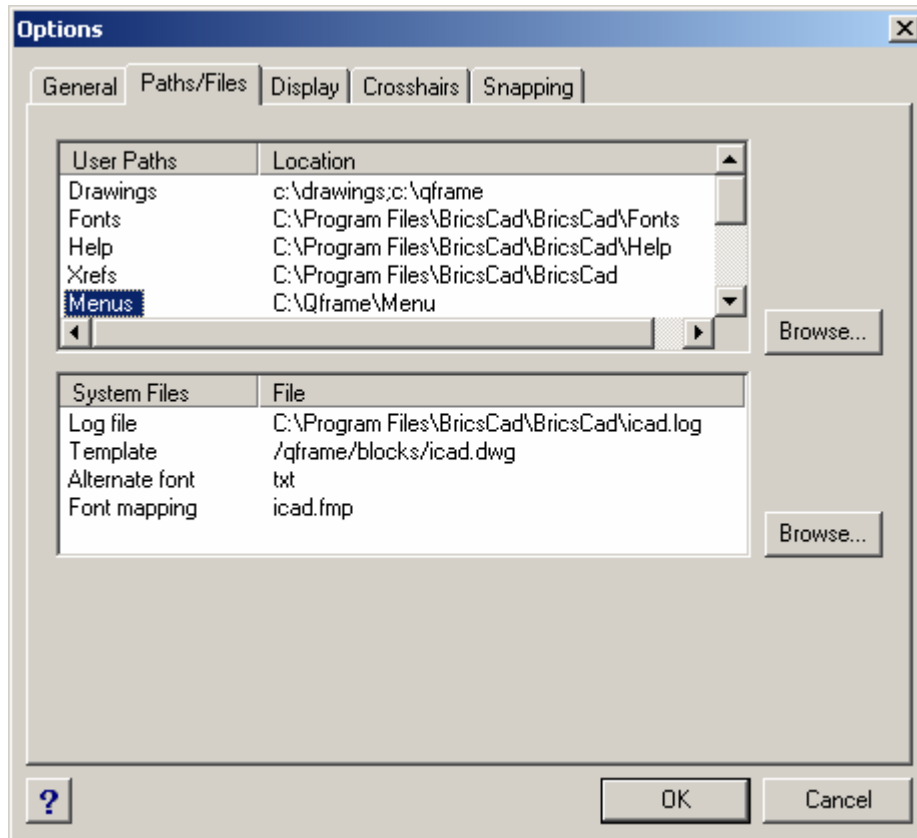 Options
General Paths/Files Display Crosshairs Snapping
User Paths Location
Drawings c:\drawings;c:\qframe
Fonts C:\Program Files\BricsCad\BricsCad\Fonts
Help C:\Program Files\BricsCad\BricsCad\Help
Xrefs C:\Program Files\BricsCad\BricsCad
Menus C:\Qframe\Menu
Browse...
System Files File
Log file C:\Program Files\BricsCad\BricsCad\icad.log
Template /qframe/blocks/icad.dwg
Alternate font txt
Font mapping icad.fmp
Browse...
? OK Cancel